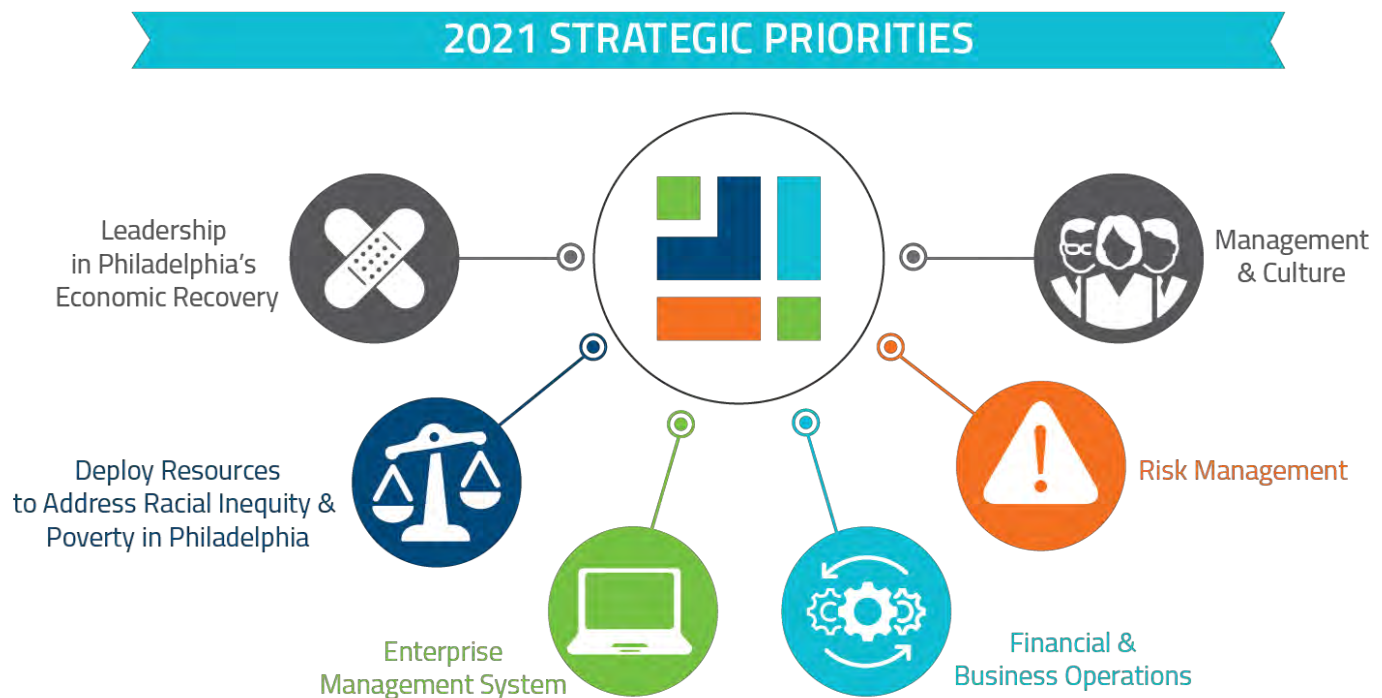 2021 STRATEGIC PRIORITIES
Leadership
in Philadelphia's
Economic Recovery
Deploy Resources
to Address Racial Inequity &
Poverty in Philadelphia
Enterprise
Management System
Financial &
Business Operations
Risk Management
Management
& Culture